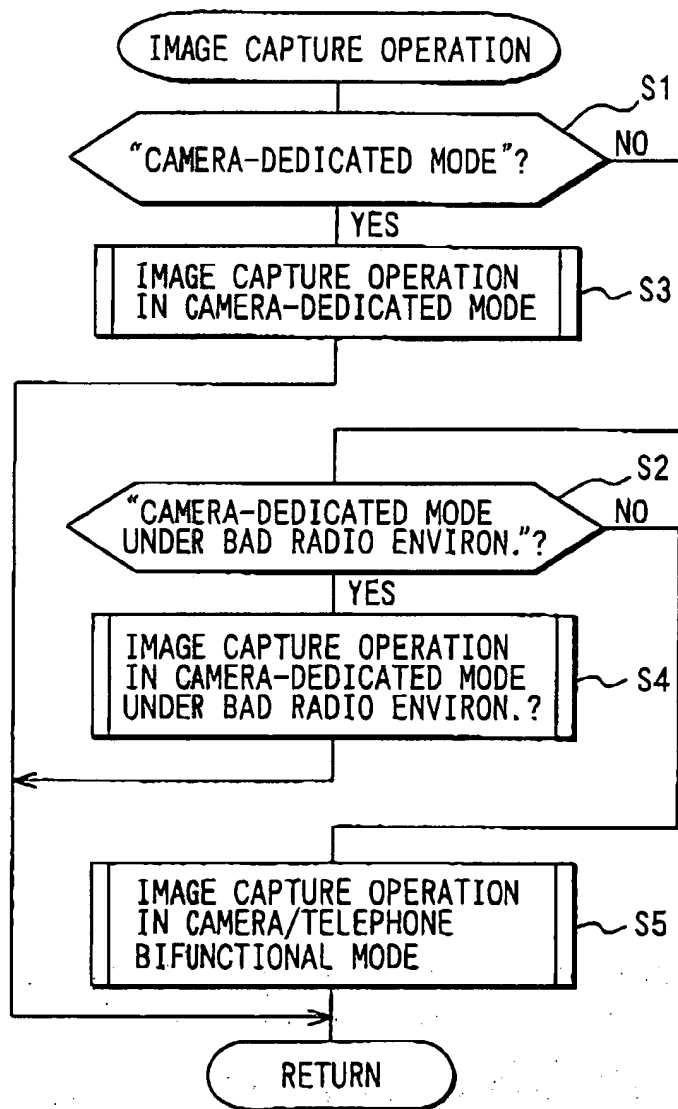 IMAGE CAPTURE OPERATION
S1
"CAMERA-DEDICATED MODE"?
NO
YES
IMAGE CAPTURE OPERATION
IN CAMERA-DEDICATED MODE
S3
S2
"CAMERA-DEDICATED MODE
UNDER BAD RADIO ENVIRON."?
NO
YES
IMAGE CAPTURE OPERATION
IN CAMERA-DEDICATED MODE
UNDER BAD RADIO ENVIRON.?
S4
IMAGE CAPTURE OPERATION
IN CAMERA/TELEPHONE
BIFUNCTIONAL MODE
S5
RETURN